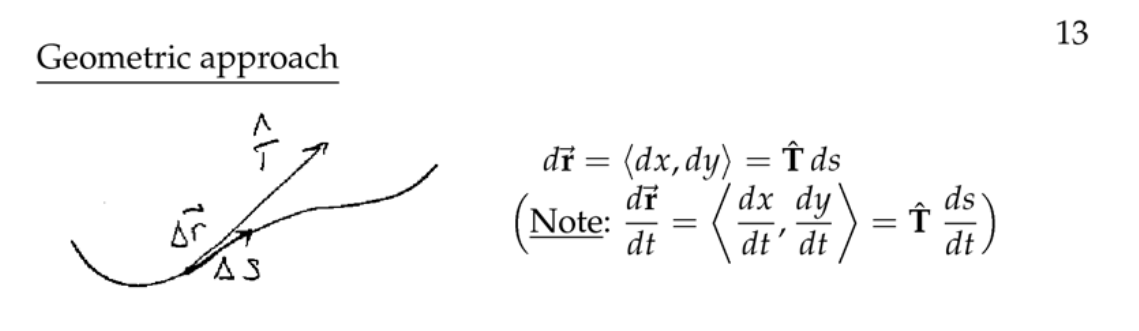 13
Geometric approach
T̂
Δr⃗
ΔS
d𝐫⃗ = ⟨dx, dy⟩ = 𝐓̂ ds
(Note: d𝐫⃗/dt = ⟨dx/dt, dy/dt⟩ = 𝐓̂ ds/dt)